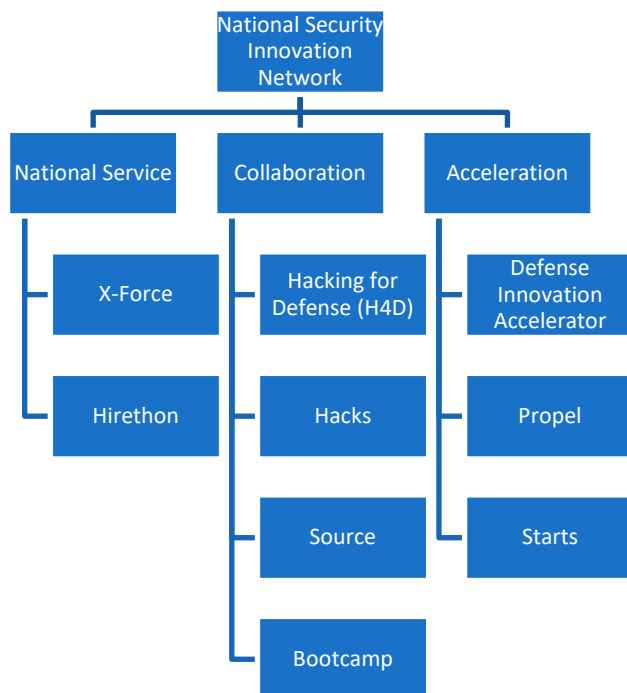 National Security
Innovation
Network
National Service
Collaboration
Acceleration
X-Force
Hacking for
Defense (H4D)
Defense
Innovation
Accelerator
Hirethon
Hacks
Propel
Source
Starts
Bootcamp